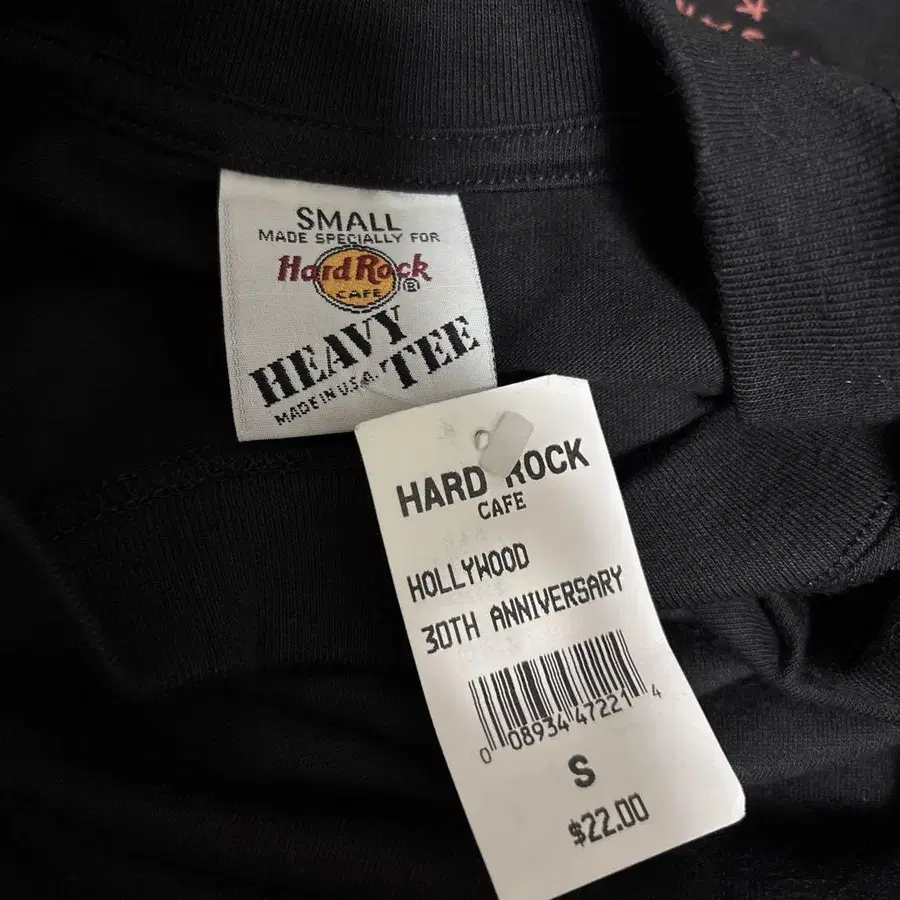 SMALL
MADE SPECIALLY FOR
Hard Rock
CAFE ®
HEAVY
TEE
MADE IN U.S.A.
HARD ROCK
CAFE
HOLLYWOOD
30TH ANNIVERSARY
0 08934 47221 4
S
$22.00